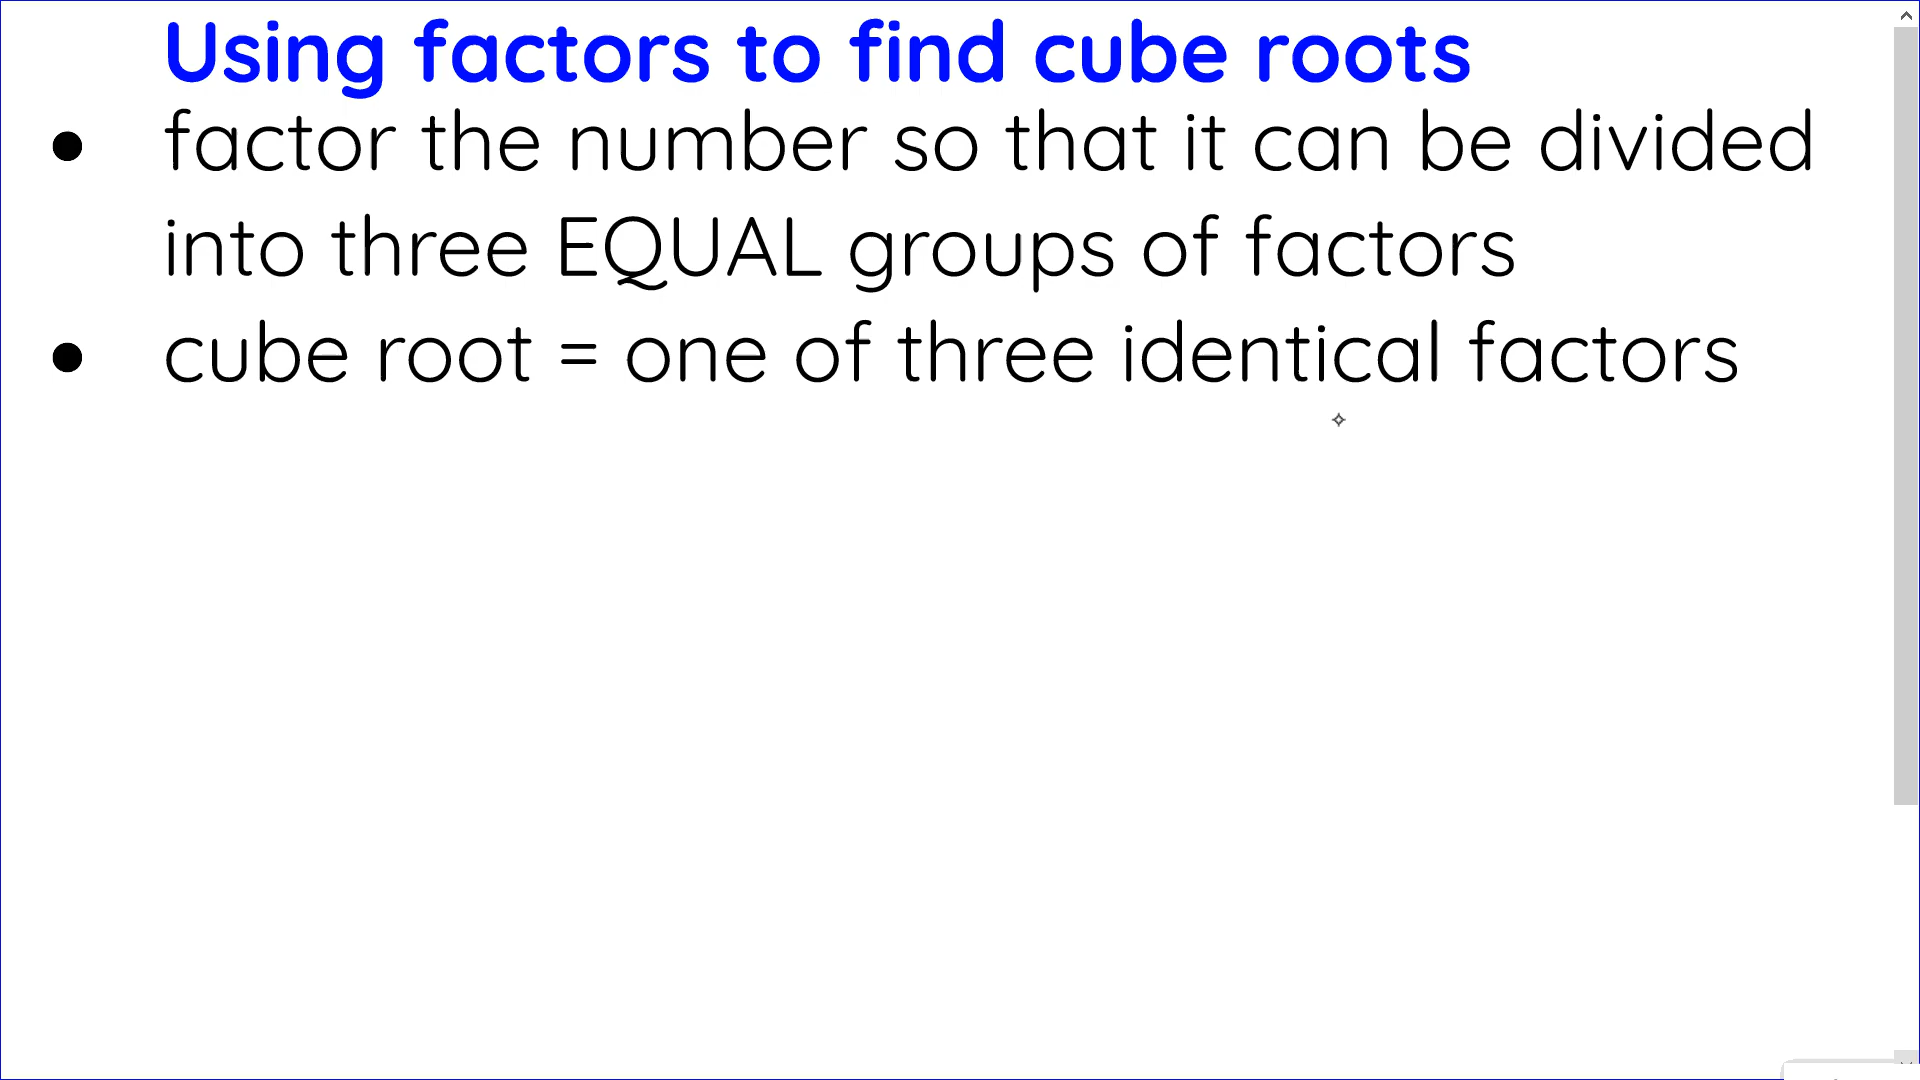 Using factors to find cube roots
● factor the number so that it can be divided
into three EQUAL groups of factors
● cube root = one of three identical factors